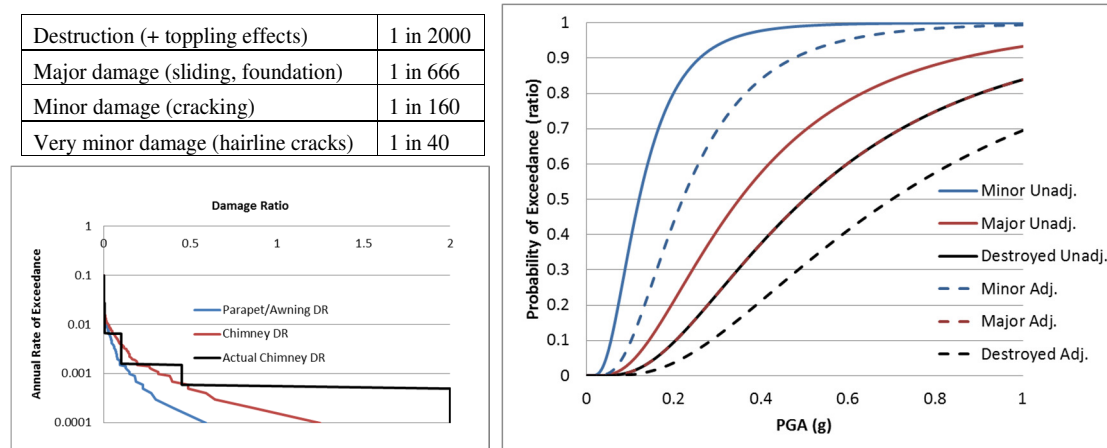 Destruction (+ toppling effects) 1 in 2000
Major damage (sliding, foundation) 1 in 666
Minor damage (cracking) 1 in 160
Very minor damage (hairline cracks) 1 in 40
Damage Ratio
0 0.5 1 1.5 2
1
0.1
0.01
0.001
0.0001
Annual Rate of Exceedance
Parapet/Awning DR
Chimney DR
Actual Chimney DR
1
0.9
0.8
0.7
0.6
0.5
0.4
0.3
0.2
0.1
0
Probability of Exceedance (ratio)
Minor Unadj.
Major Unadj.
Destroyed Unadj.
Minor Adj.
Major Adj.
Destroyed Adj.
0 0.2 0.4 0.6 0.8 1
PGA (g)